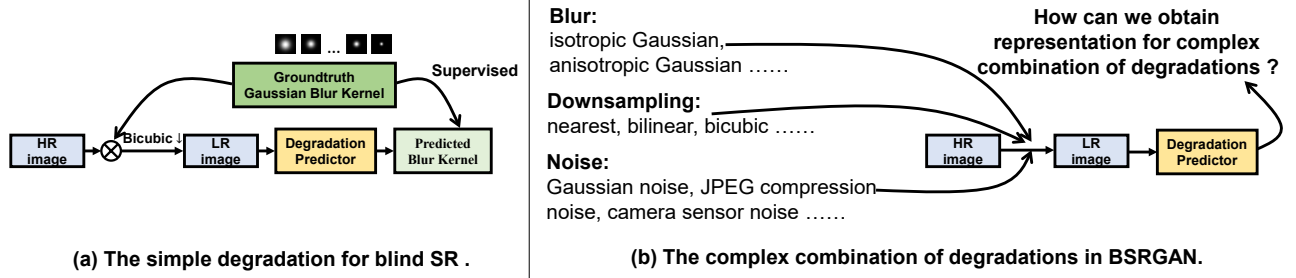 ...
Groundtruth
Gaussian Blur Kernel
Supervised
HR
image
Bicubic ↓
LR
image
Degradation
Predictor
Predicted
Blur Kernel
(a) The simple degradation for blind SR .
Blur:
isotropic Gaussian,
anisotropic Gaussian ……
Downsampling:
nearest, bilinear, bicubic ……
Noise:
Gaussian noise, JPEG compression
noise, camera sensor noise ……
How can we obtain
representation for complex
combination of degradations ?
HR
image
LR
image
Degradation
Predictor
(b) The complex combination of degradations in BSRGAN.